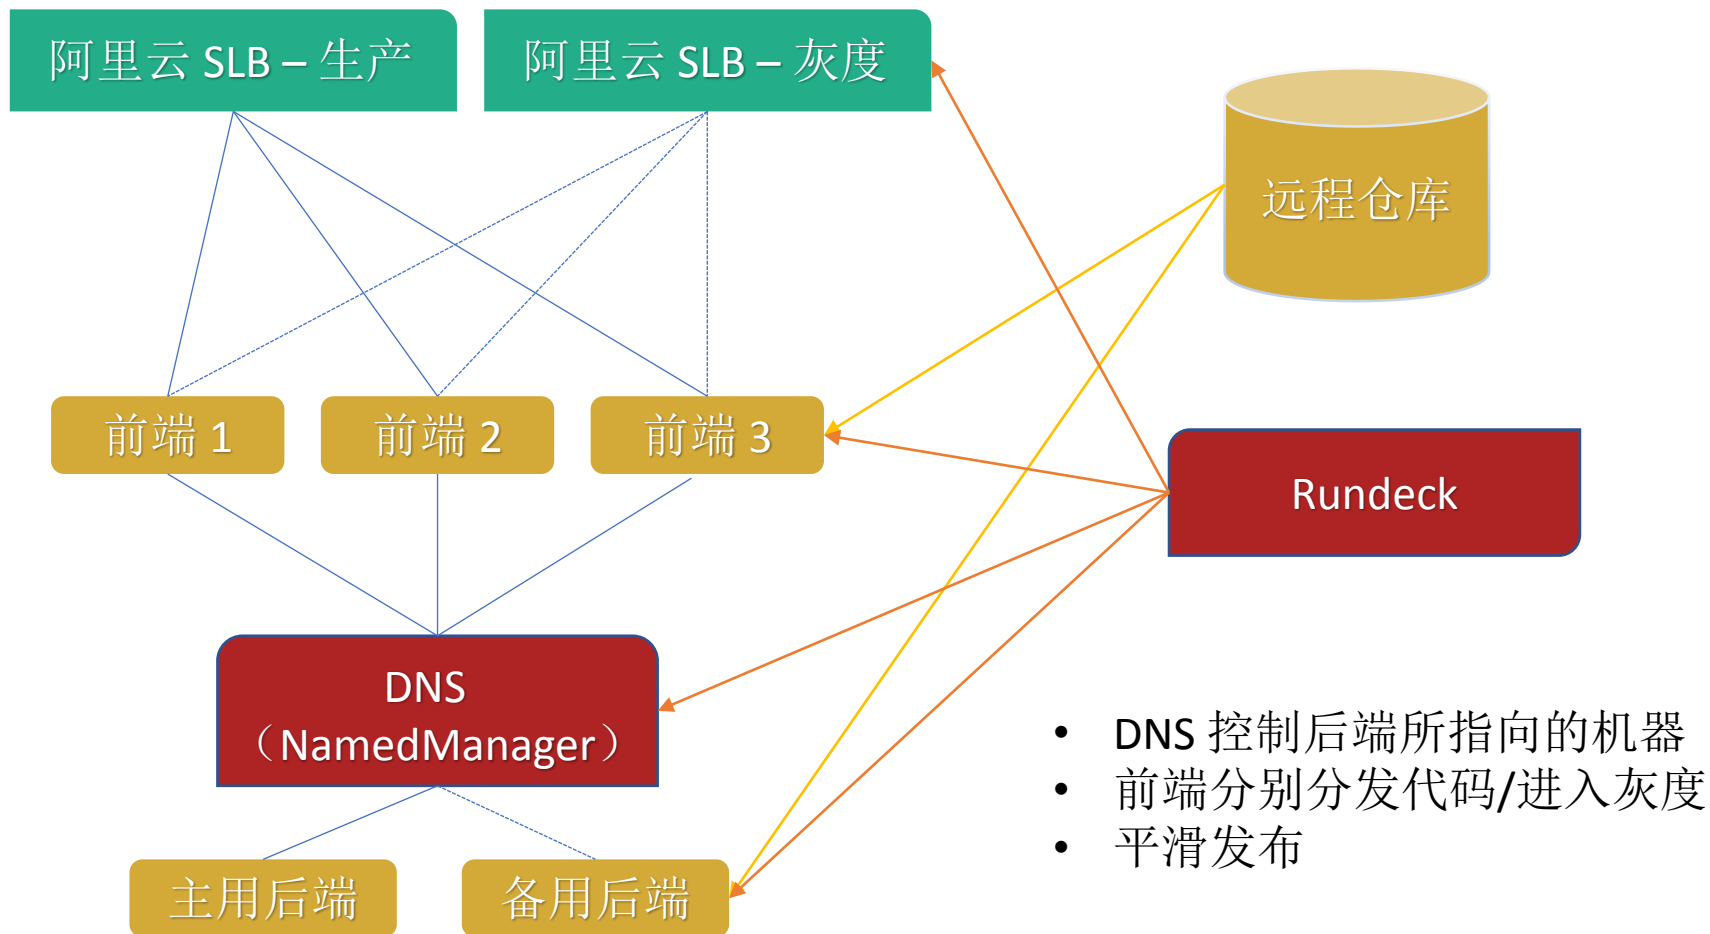 阿里云 SLB – 生产
阿里云 SLB – 灰度
远程仓库
前端 1
前端 2
前端 3
Rundeck
DNS
（NamedManager）
• DNS 控制后端所指向的机器
• 前端分别分发代码/进入灰度
• 平滑发布
主用后端
备用后端